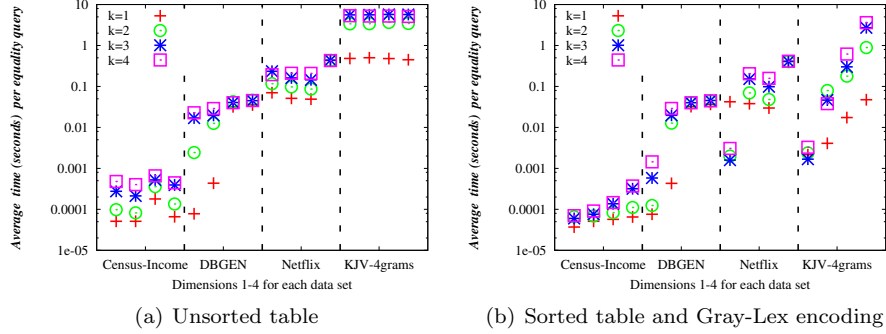 Average time (seconds) per equality query
10
1
0.1
0.01
0.001
0.0001
1e-05
k=1
k=2
k=3
k=4
Census-Income DBGEN Netflix KJV-4grams
Dimensions 1-4 for each data set
(a) Unsorted table
Average time (seconds) per equality query
10
1
0.1
0.01
0.001
0.0001
1e-05
k=1
k=2
k=3
k=4
Census-Income DBGEN Netflix KJV-4grams
Dimensions 1-4 for each data set
(b) Sorted table and Gray-Lex encoding